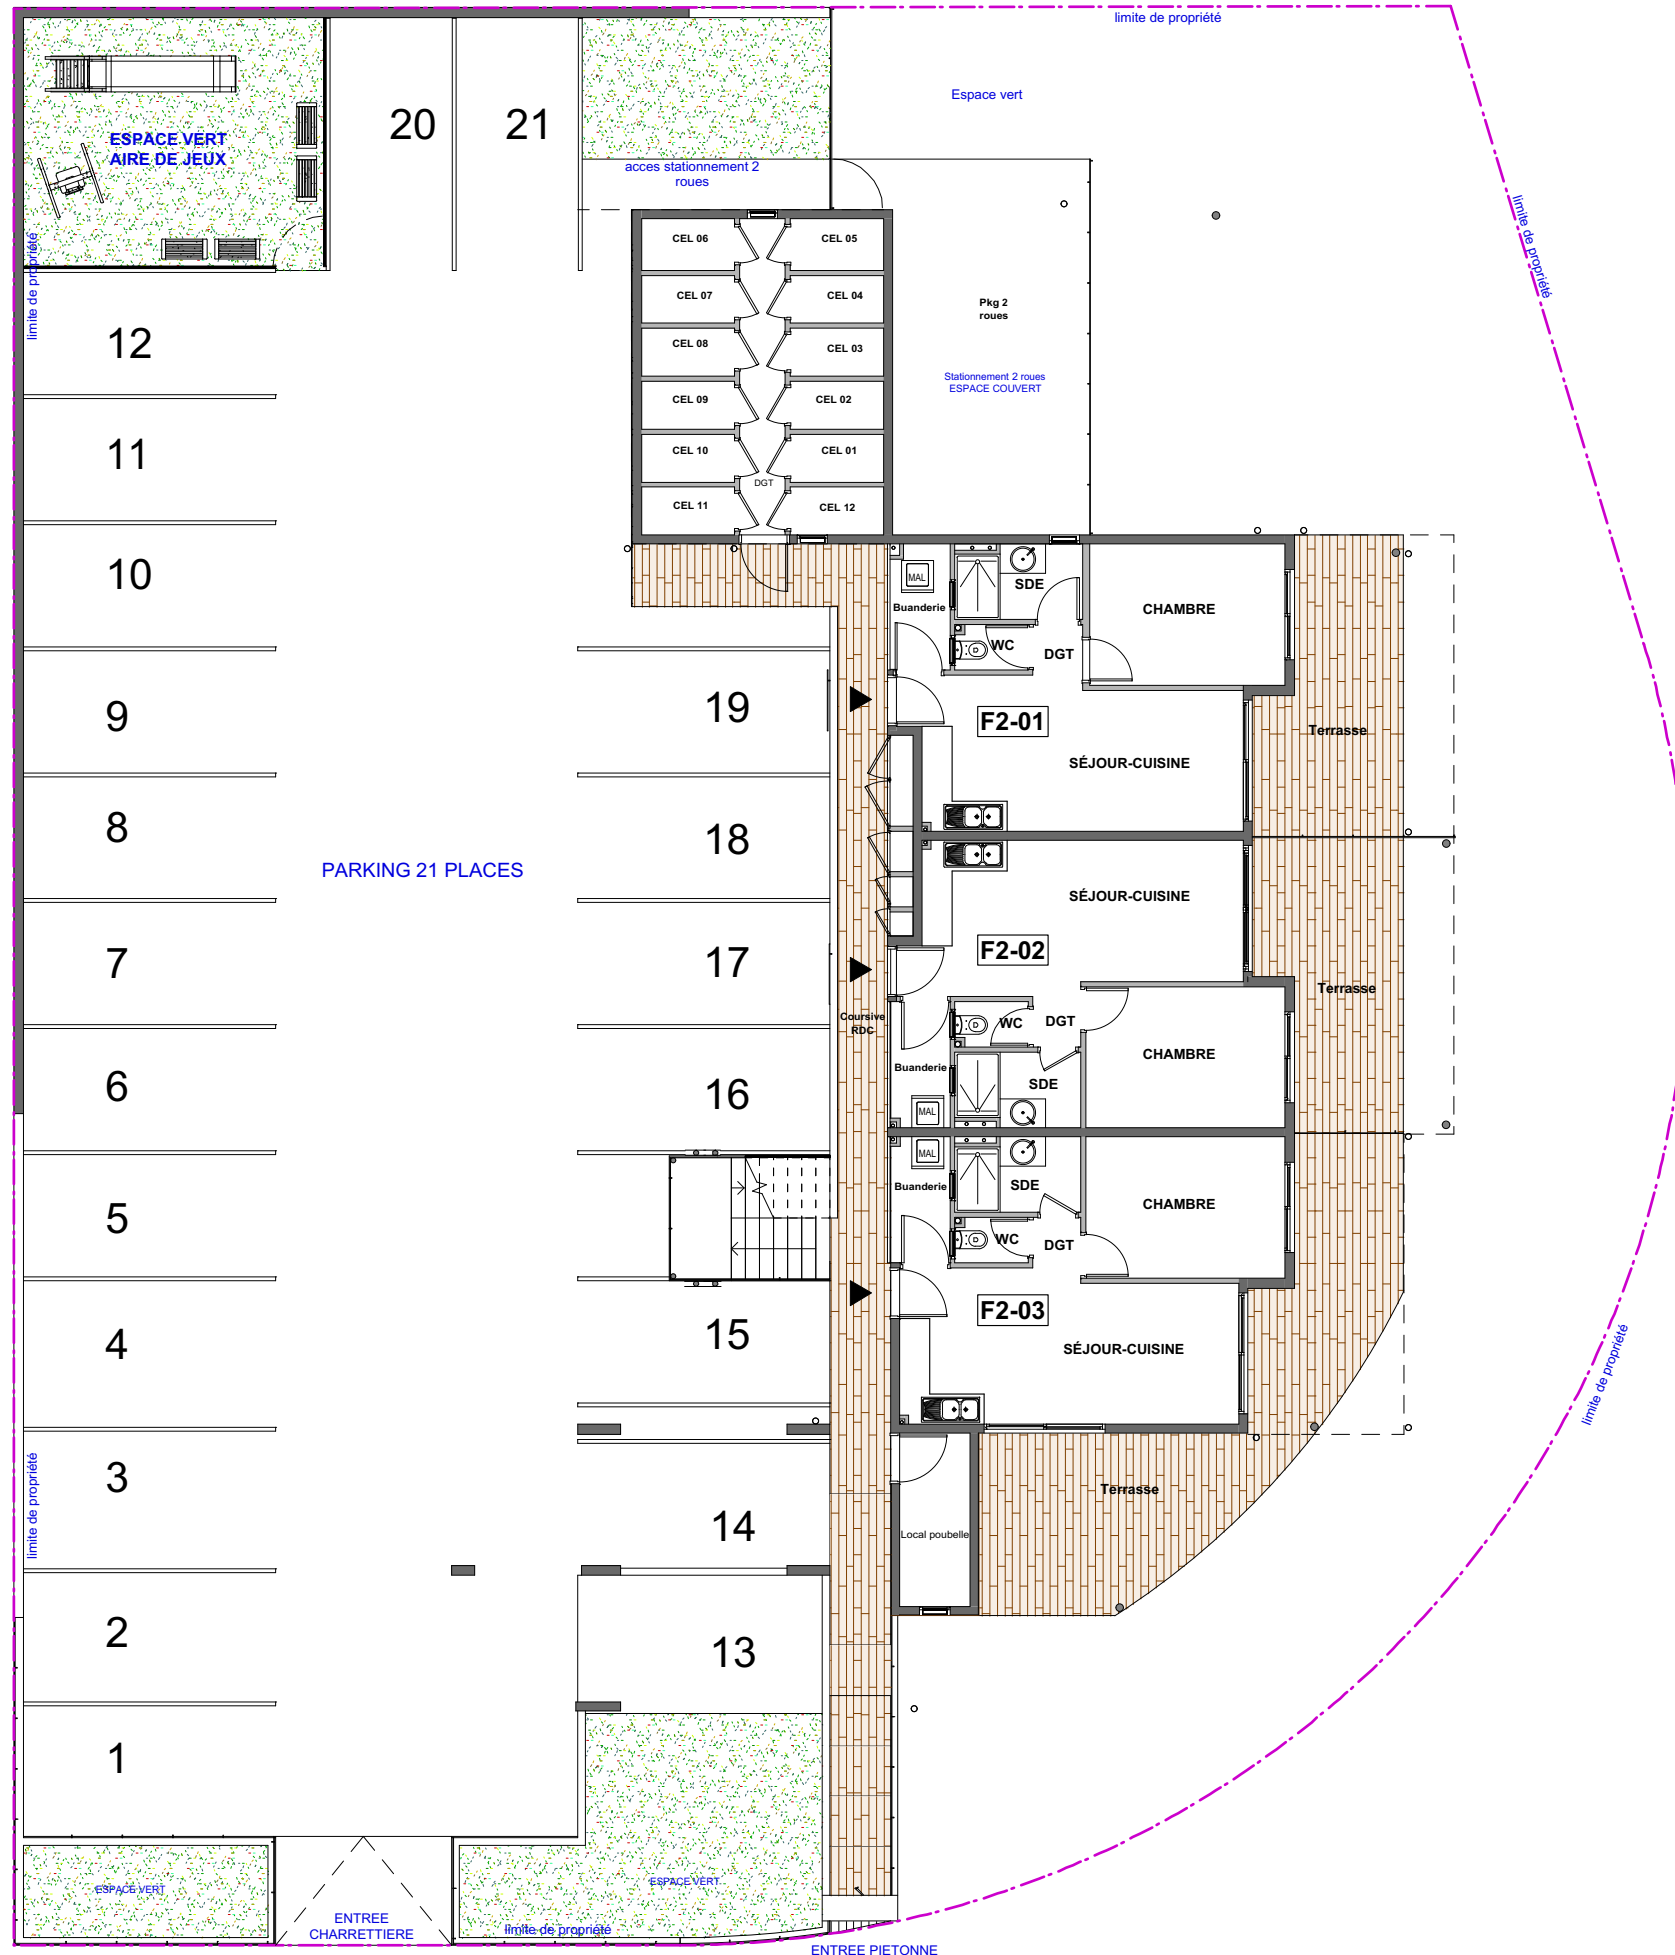 limite de propriété
Espace vert
20
21
ESPACE VERT
AIRE DE JEUX
acces stationnement 2
roues
limite de propriété
limite de propriété
CEL 06
CEL 05
CEL 07
CEL 04
CEL 08
CEL 03
CEL 09
CEL 02
CEL 10
CEL 01
DGT
CEL 11
CEL 12
Pkg 2
roues
Stationnement 2 roues
ESPACE COUVERT
12
11
10
9
8
7
6
5
4
3
2
1
PARKING 21 PLACES
19
18
17
16
15
14
13
MAL
SDE
Buanderie
CHAMBRE
WC
DGT
F2-01
SÉJOUR-CUISINE
Terrasse
SÉJOUR-CUISINE
F2-02
Terrasse
Coursive
RDC
WC
DGT
CHAMBRE
Buanderie
SDE
MAL
MAL
Buanderie
SDE
CHAMBRE
WC
DGT
F2-03
SÉJOUR-CUISINE
Terrasse
Local poubelle
limite de propriété
limite de propriété
ESPACE VERT
ESPACE VERT
ENTREE
CHARRETTIERE
limite de propriété
ENTREE PIETONNE